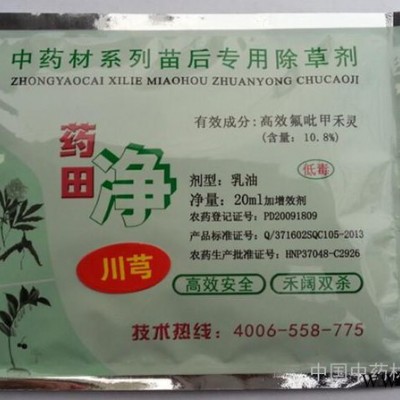 中药材系列苗后专用除草剂
ZHONGYAOCAI XILIE MIAOHOU ZHUANYONG CHUCAOJI
有效成分:高效氟吡甲禾灵
(含量:10.8%)
药田净
低毒
剂型:乳油
净量:20ml加增效剂
农药登记证号:PD20091809
产品标准证号:Q/371602SQC105-2013
农药生产批准证号:HNP37048-C2926
川芎
高效安全
禾阔双杀
技术热线:4006-558-775
中国中药材